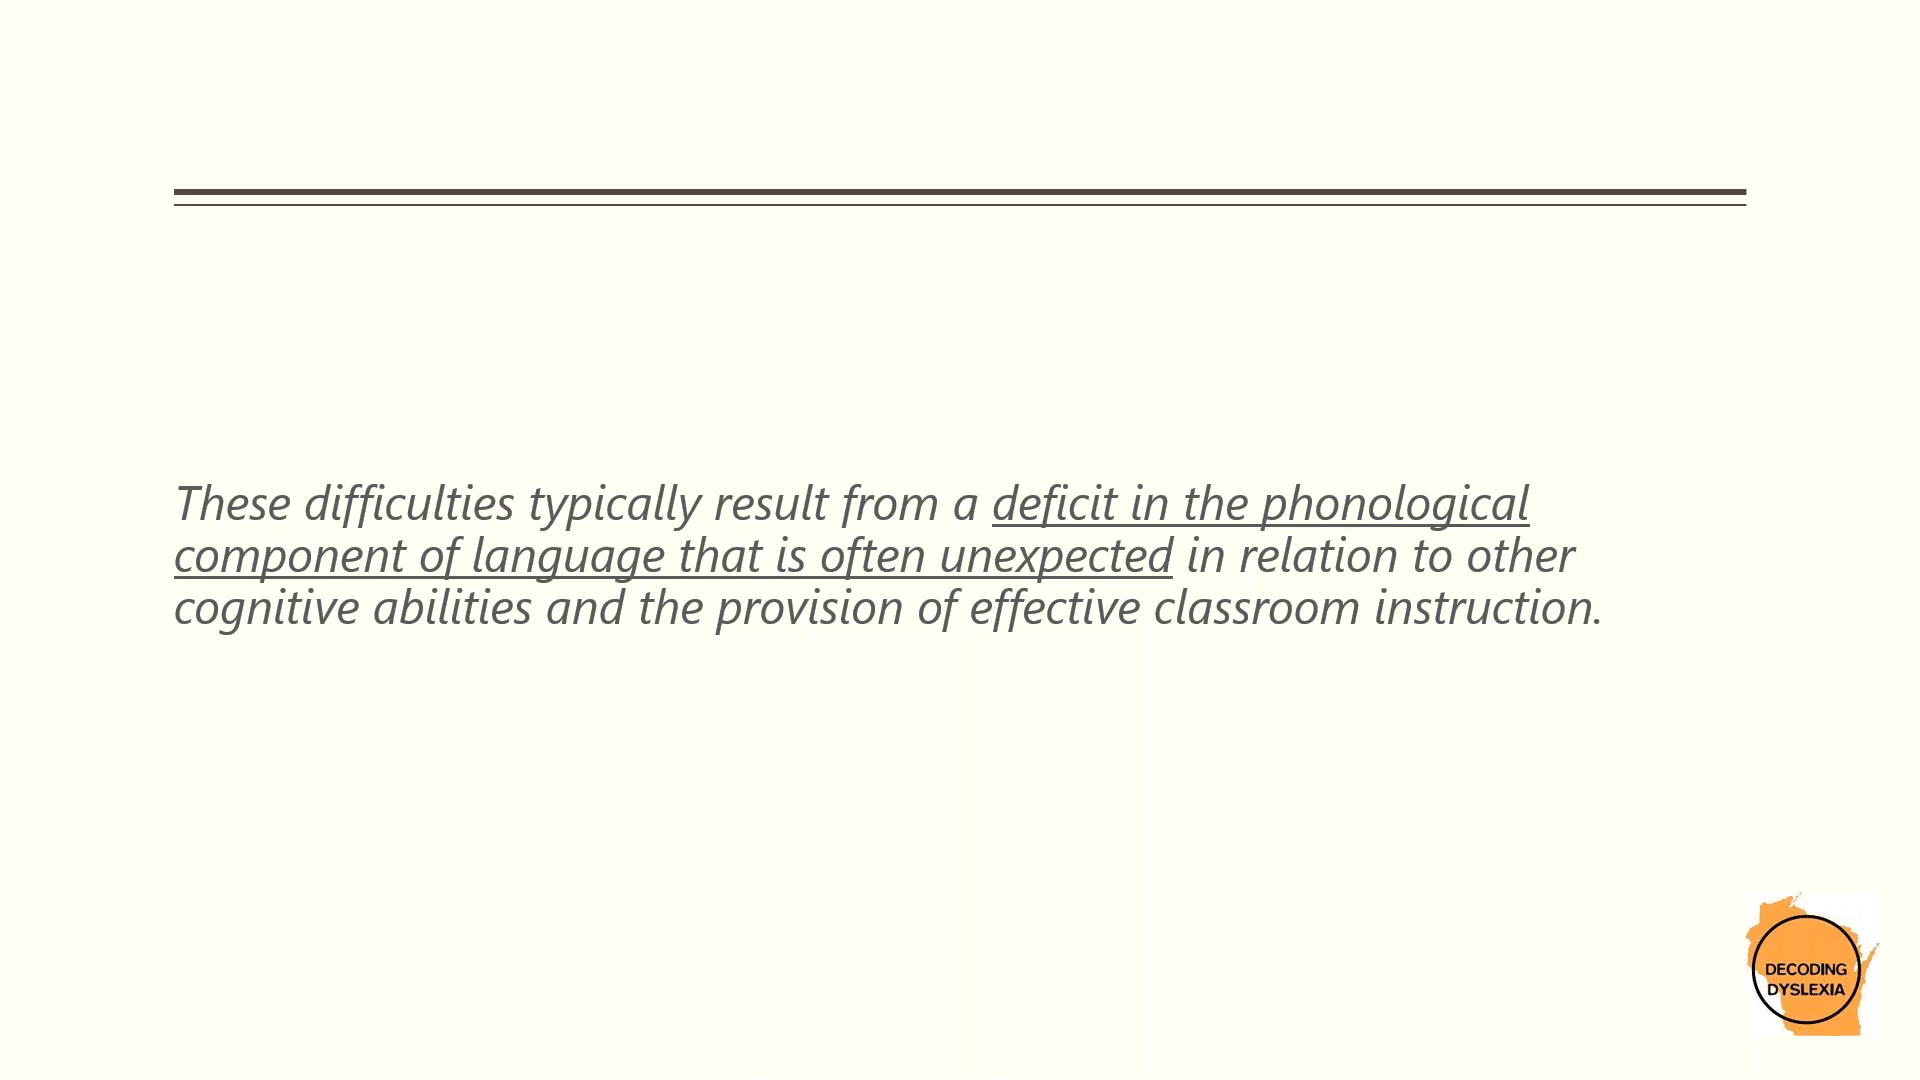 These difficulties typically result from a deficit in the phonological
component of language that is often unexpected in relation to other
cognitive abilities and the provision of effective classroom instruction.
DECODING
DYSLEXIA